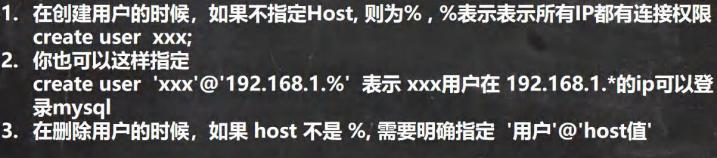 1. 在创建用户的时候，如果不指定Host, 则为% , %表示表示所有IP都有连接权限
create user xxx;
2. 你也可以这样指定
create user 'xxx'@'192.168.1.%' 表示 xxx用户在 192.168.1.*的ip可以登
录mysql
3. 在删除用户的时候，如果 host 不是 %, 需要明确指定 '用户'@'host值'